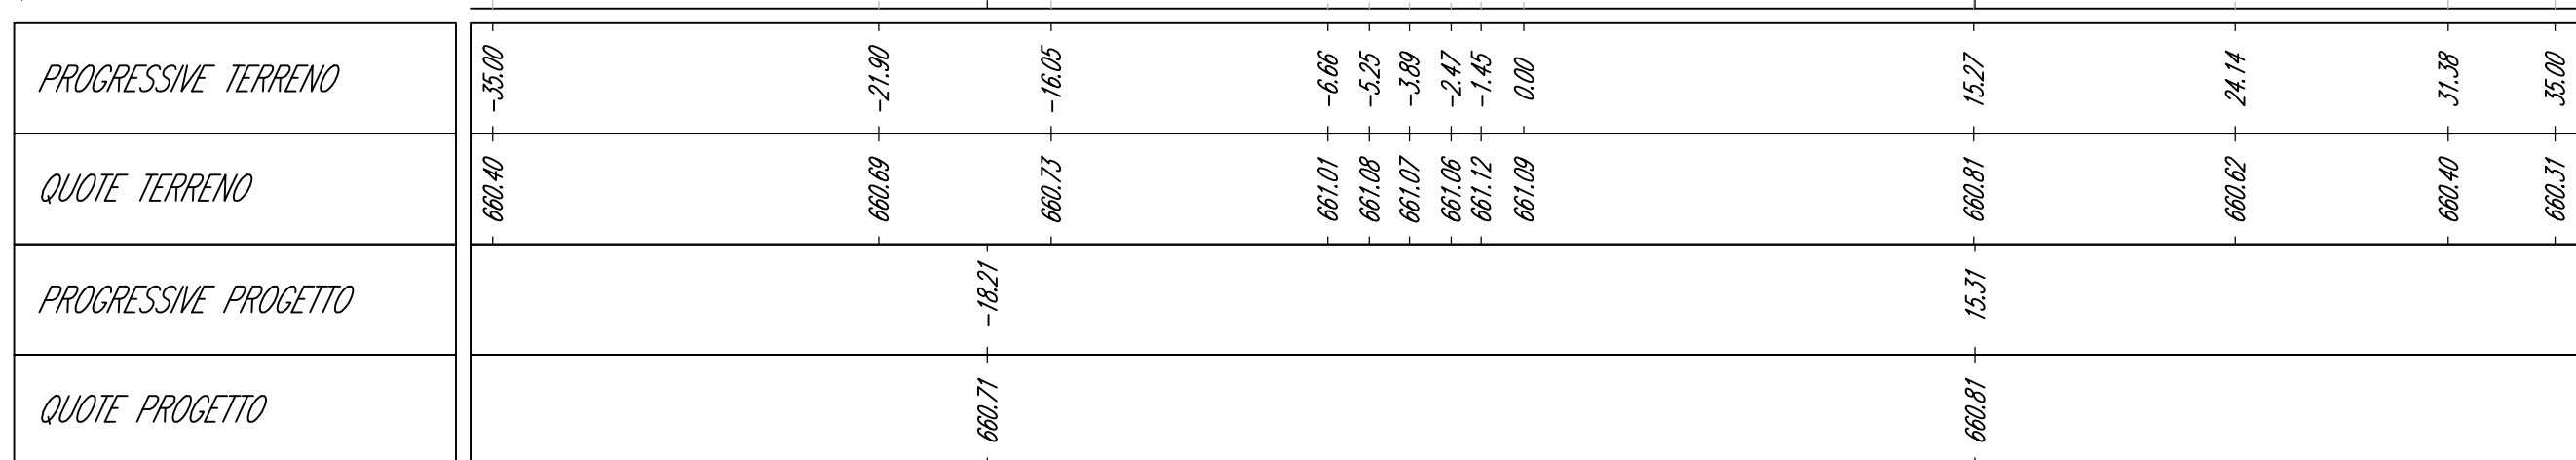 PROGRESSIVE TERRENO -35.00 -21.90 -16.05 -6.66 -5.25 -3.89 -2.47 -1.45 0.00 15.27 24.14 31.38 35.00
QUOTE TERRENO 660.40 660.69 660.73 661.01 661.08 661.07 661.06 661.12 661.09 660.81 660.62 660.40 660.31
PROGRESSIVE PROGETTO -18.21 15.31
QUOTE PROGETTO 660.71 660.81